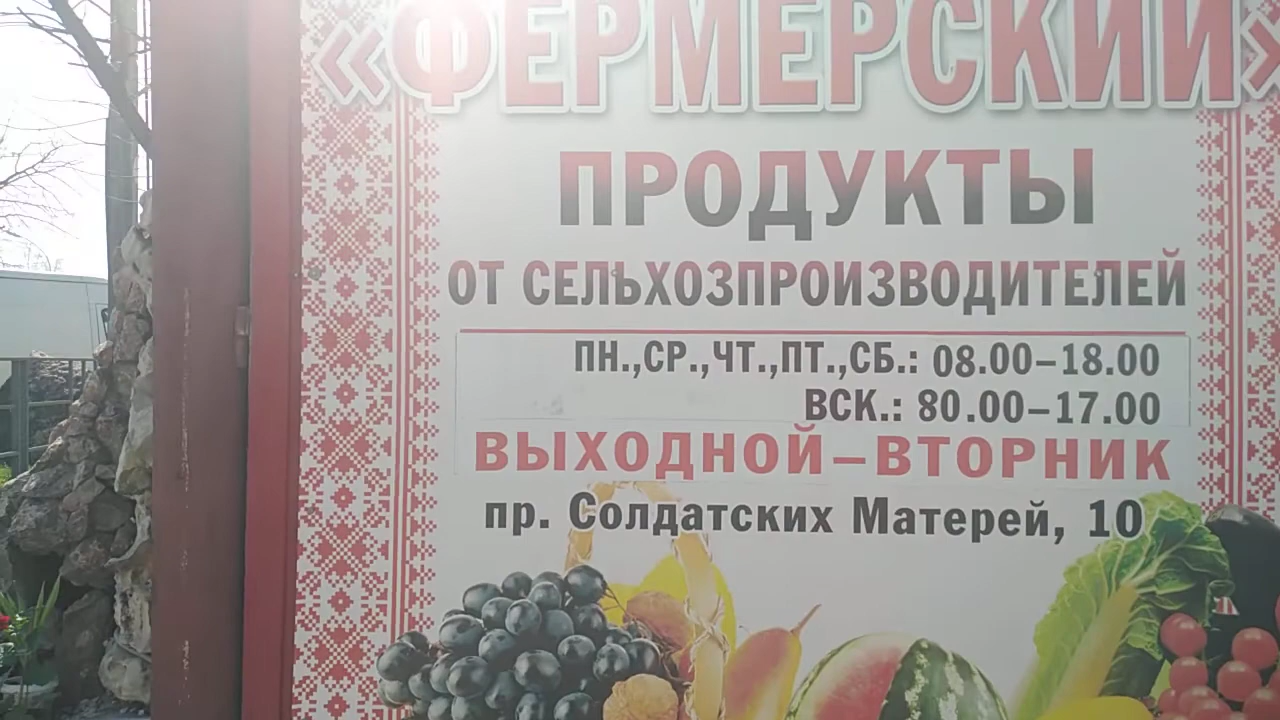 «ФЕРМЕРСКИЙ»
ПРОДУКТЫ
ОТ СЕЛЬХОЗПРОИЗВОДИТЕЛЕЙ
ПН.,СР.,ЧТ.,ПТ.,СБ.: 08.00–18.00
ВСК.: 80.00–17.00
ВЫХОДНОЙ–ВТОРНИК
пр. Солдатских Матерей, 10